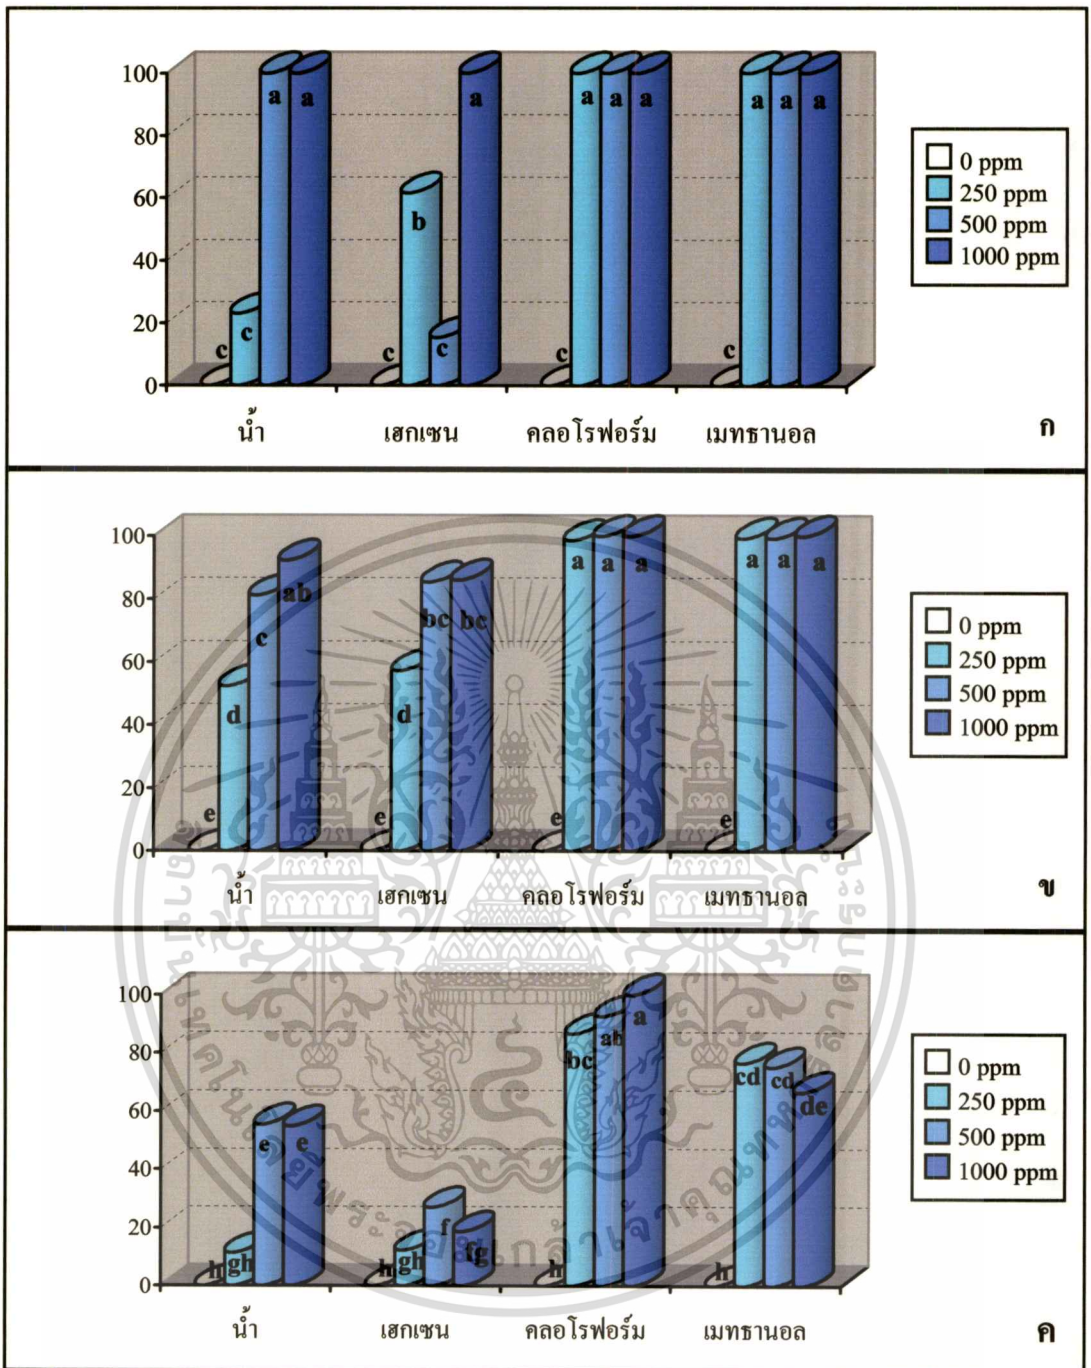 100
80
60
40
20
0
c c a a
c b c a
c a a a
c a a a
น้ำ เฮกเซน คลอโรฟอร์ม เมทธานอล
0 ppm
250 ppm
500 ppm
1000 ppm
ก
100
80
60
40
20
0
e d c ab
e d bc bc
e a a a
e a a a
น้ำ เฮกเซน คลอโรฟอร์ม เมทธานอล
0 ppm
250 ppm
500 ppm
1000 ppm
ข
100
80
60
40
20
0
h gh e e
h gh f fg
h bc ab a
h cd cd de
น้ำ เฮกเซน คลอโรฟอร์ม เมทธานอล
0 ppm
250 ppm
500 ppm
1000 ppm
ค